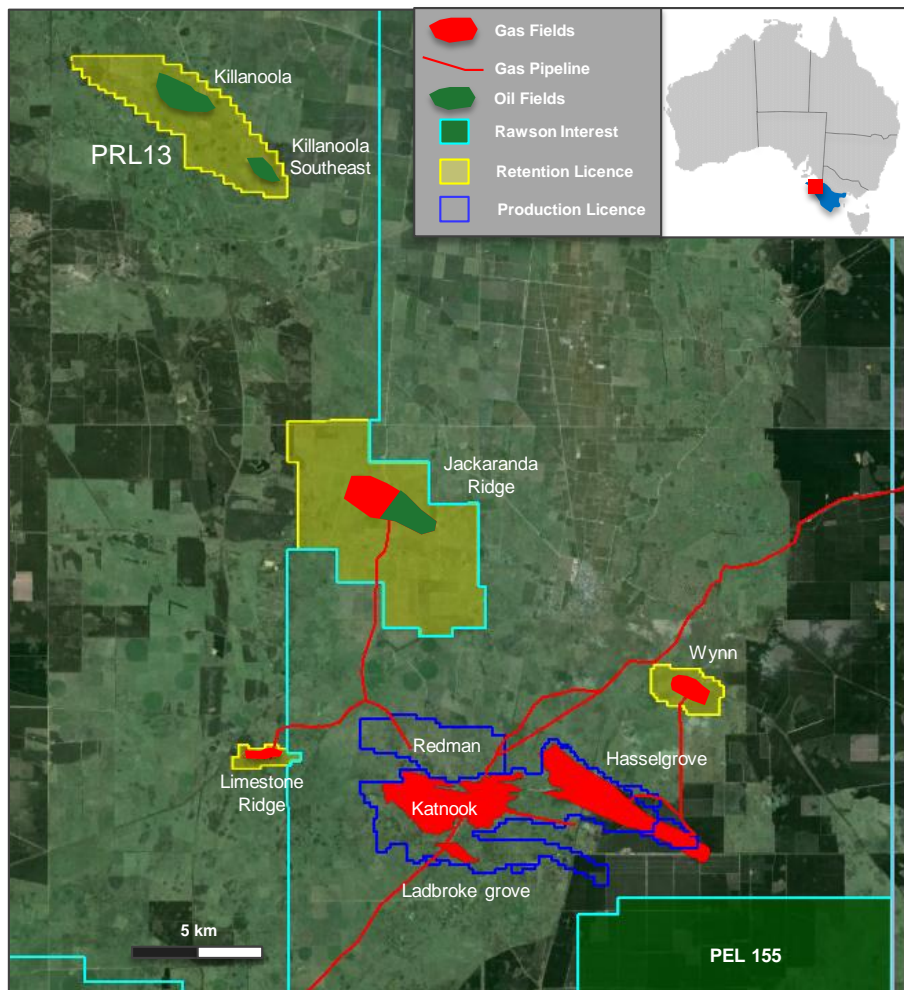 Gas Fields
Gas Pipeline
Oil Fields
Rawson Interest
Retention Licence
Production Licence
Killanoola
Killanoola
Southeast
PRL13
Jackaranda
Ridge
Wynn
Redman
Hasselgrove
Limestone
Ridge
Katnook
Ladbroke grove
5 km
PEL 155